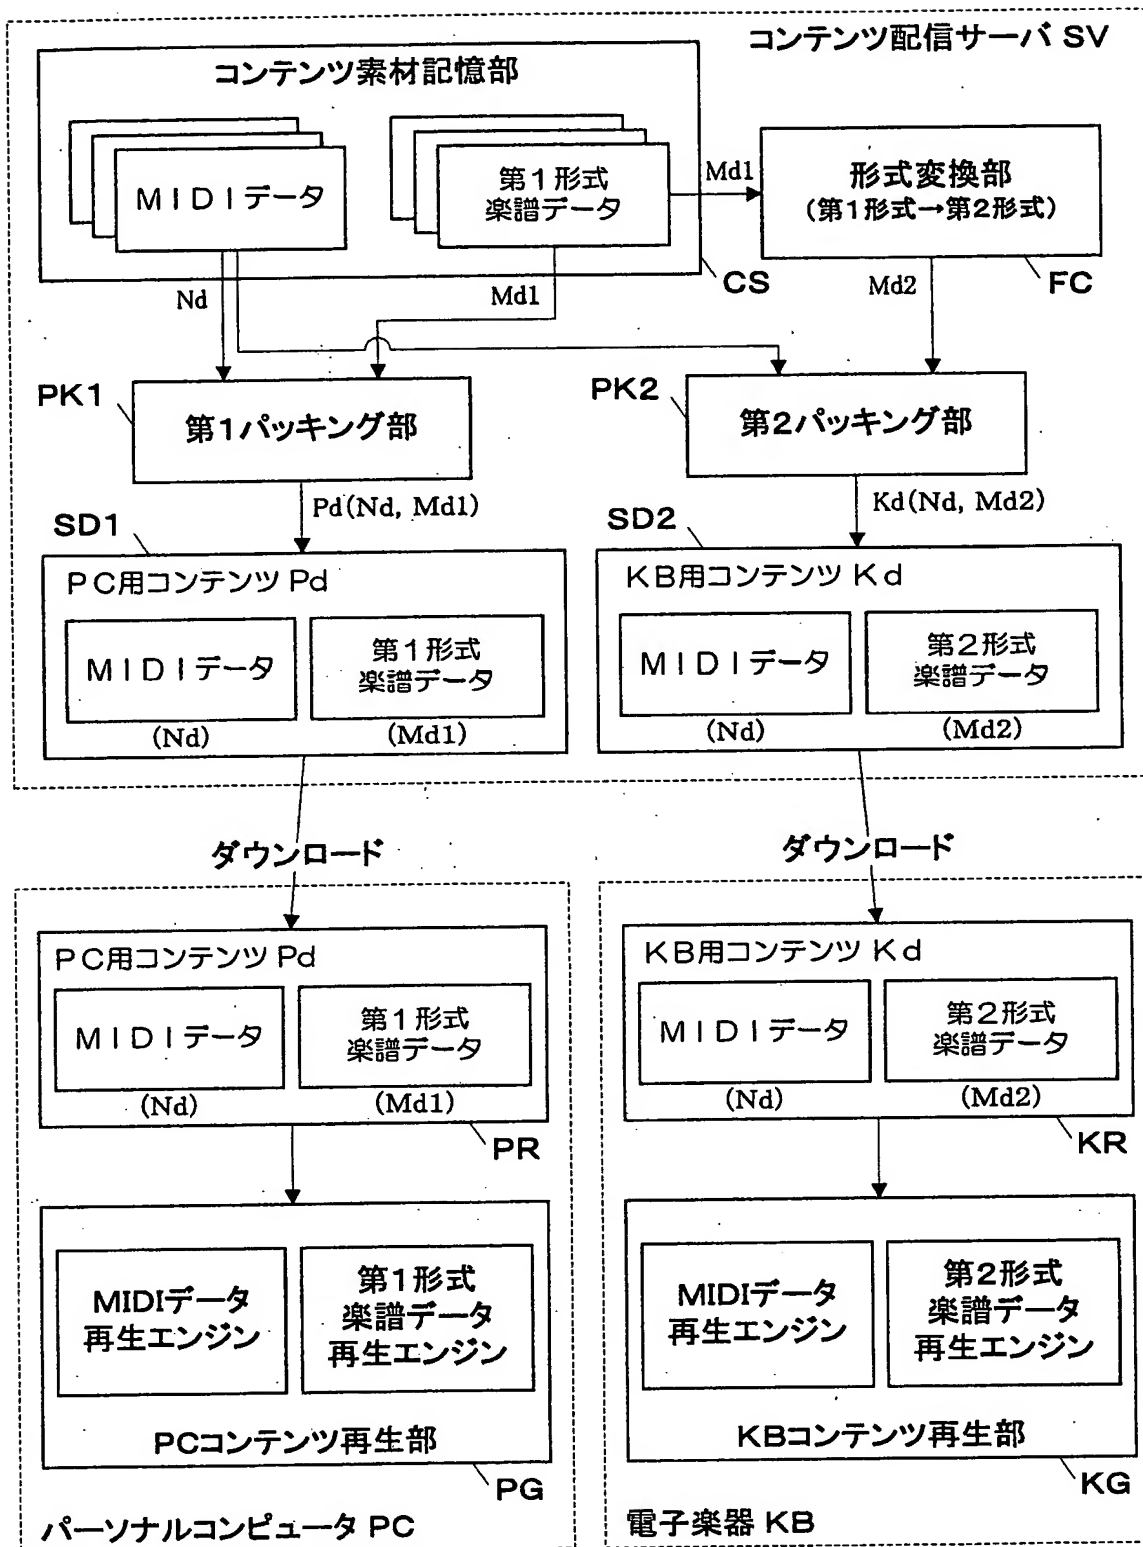 コンテンツ配信サーバ SV
コンテンツ素材記憶部
MIDIデータ
第1形式
楽譜データ
Md1
形式変換部
(第1形式→第2形式)
CS
FC
Nd
Md1
Md2
PK1
第1パッキング部
PK2
第2パッキング部
Pd(Nd, Md1)
Kd(Nd, Md2)
SD1
SD2
PC用コンテンツ Pd
MIDIデータ
第1形式
楽譜データ
(Nd)
(Md1)
KB用コンテンツ Kd
MIDIデータ
第2形式
楽譜データ
(Nd)
(Md2)
ダウンロード
ダウンロード
PC用コンテンツ Pd
MIDIデータ
第1形式
楽譜データ
(Nd)
(Md1)
PR
KB用コンテンツ Kd
MIDIデータ
第2形式
楽譜データ
(Nd)
(Md2)
KR
MIDIデータ
再生エンジン
第1形式
楽譜データ
再生エンジン
PCコンテンツ再生部
PG
パーソナルコンピュータ PC
MIDIデータ
再生エンジン
第2形式
楽譜データ
再生エンジン
KBコンテンツ再生部
KG
電子楽器 KB